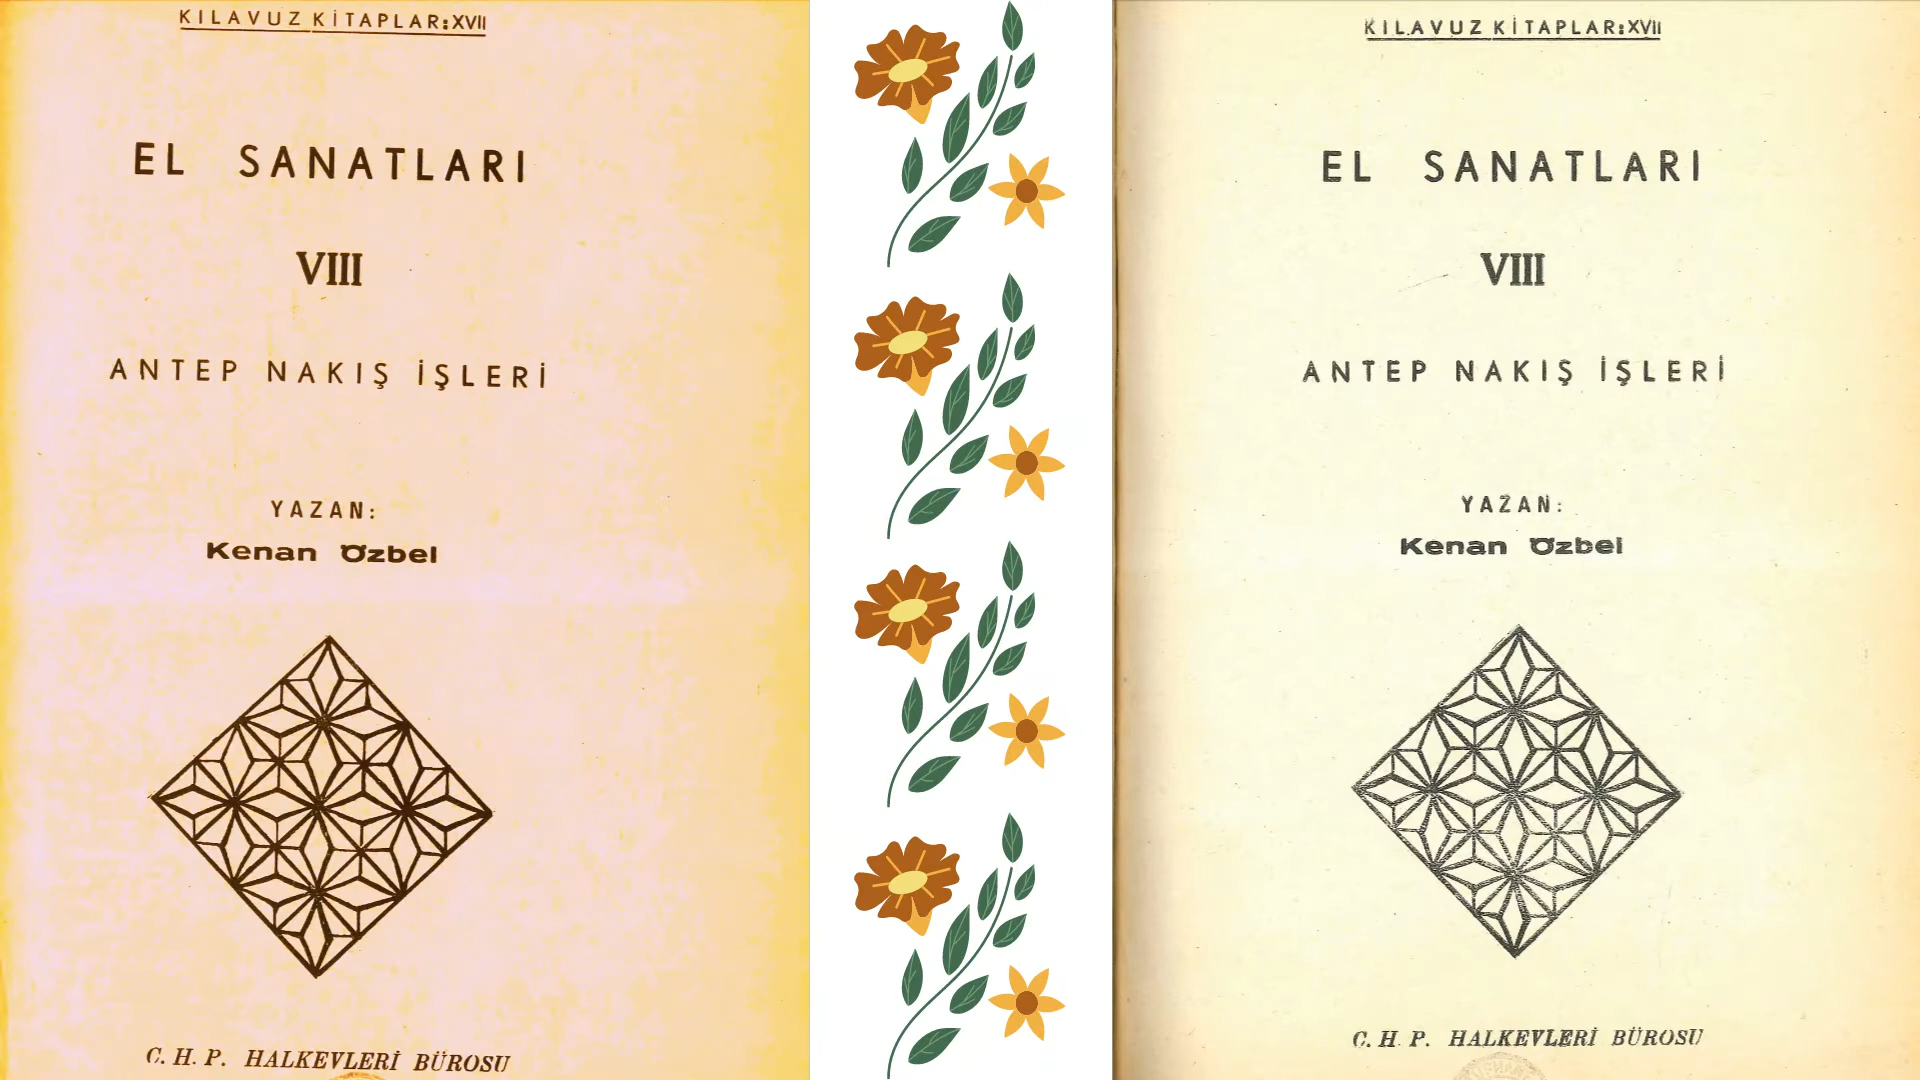 KILAVUZ KİTAPLAR:XVII
EL SANATLARI
VIII
ANTEP NAKIŞ İŞLERİ
YAZAN:
Kenan Özbel
C. H. P. HALKEVLERİ BÜROSU
KILAVUZ KİTAPLAR:XVII
EL SANATLARI
VIII
ANTEP NAKIŞ İŞLERİ
YAZAN:
Kenan Özbel
C. H. P. HALKEVLERİ BÜROSU